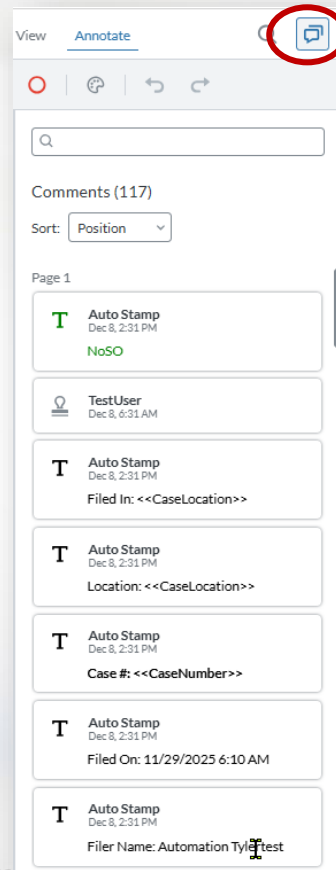 View Annotate
Comments (117)
Sort: Position
Page 1
T Auto Stamp
Dec 8, 2:31 PM
NoSO
TestUser
Dec 8, 6:31 AM
T Auto Stamp
Dec 8, 2:31 PM
Filed In: <<CaseLocation>>
T Auto Stamp
Dec 8, 2:31 PM
Location: <<CaseLocation>>
T Auto Stamp
Dec 8, 2:31 PM
Case #: <<CaseNumber>>
T Auto Stamp
Dec 8, 2:31 PM
Filed On: 11/29/2025 6:10 AM
T Auto Stamp
Dec 8, 2:31 PM
Filer Name: Automation Tylertest